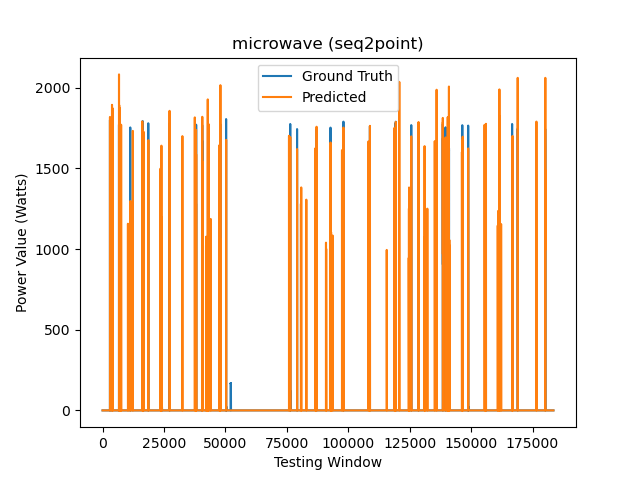 microwave (seq2point)
Ground Truth
Predicted
Power Value (Watts)
2000
1500
1000
500
0
0 25000 50000 75000 100000 125000 150000 175000
Testing Window